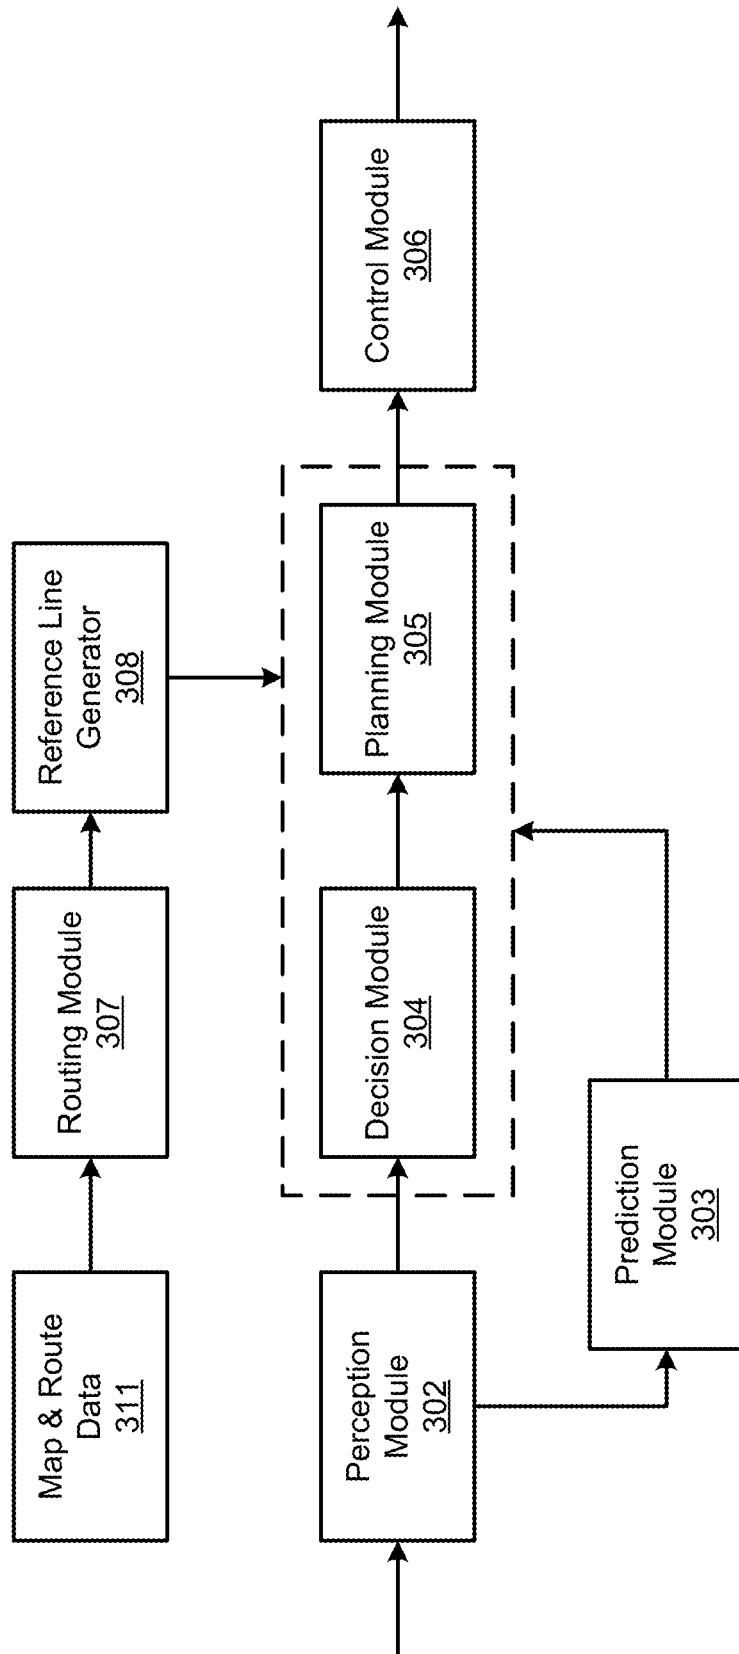 Map & Route
Data
311
Routing Module
307
Reference Line
Generator
308
Perception
Module
302
Decision Module
304
Planning Module
305
Control Module
306
Prediction
Module
303